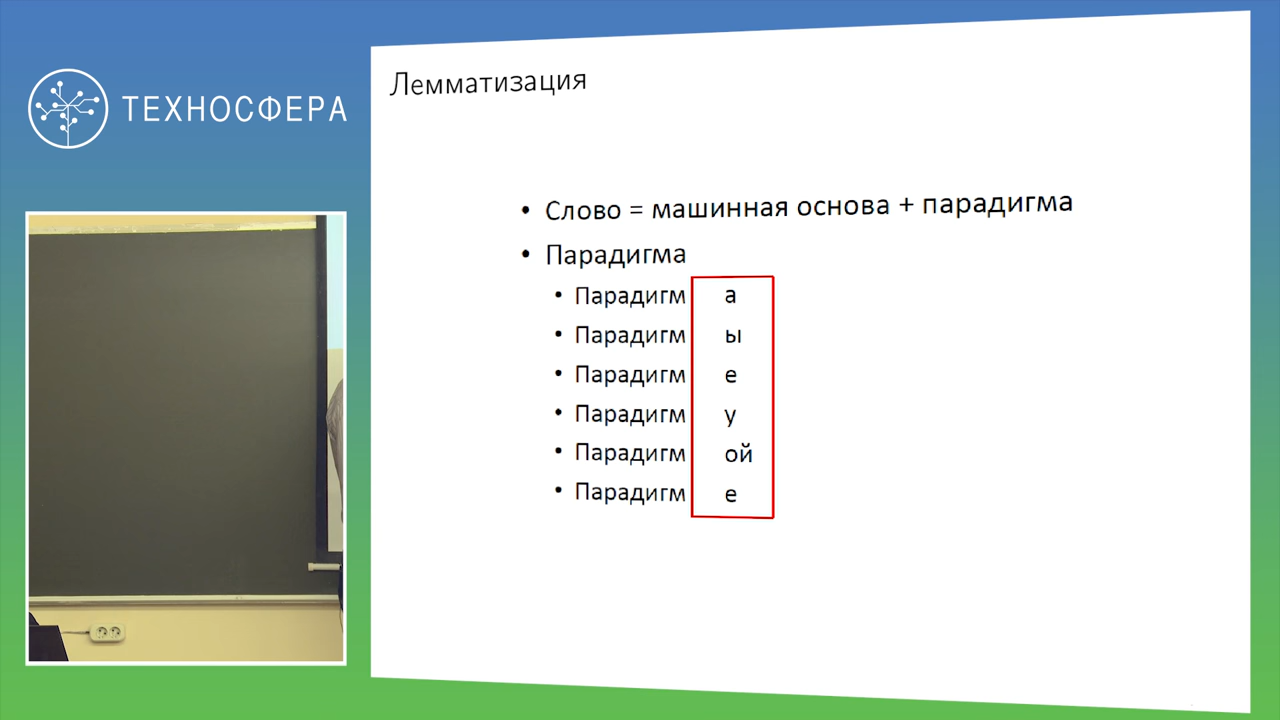 ТЕХНОСФЕРА
Лемматизация
• Слово = машинная основа + парадигма
• Парадигма
• Парадигм а
• Парадигм ы
• Парадигм е
• Парадигм у
• Парадигм ой
• Парадигм е